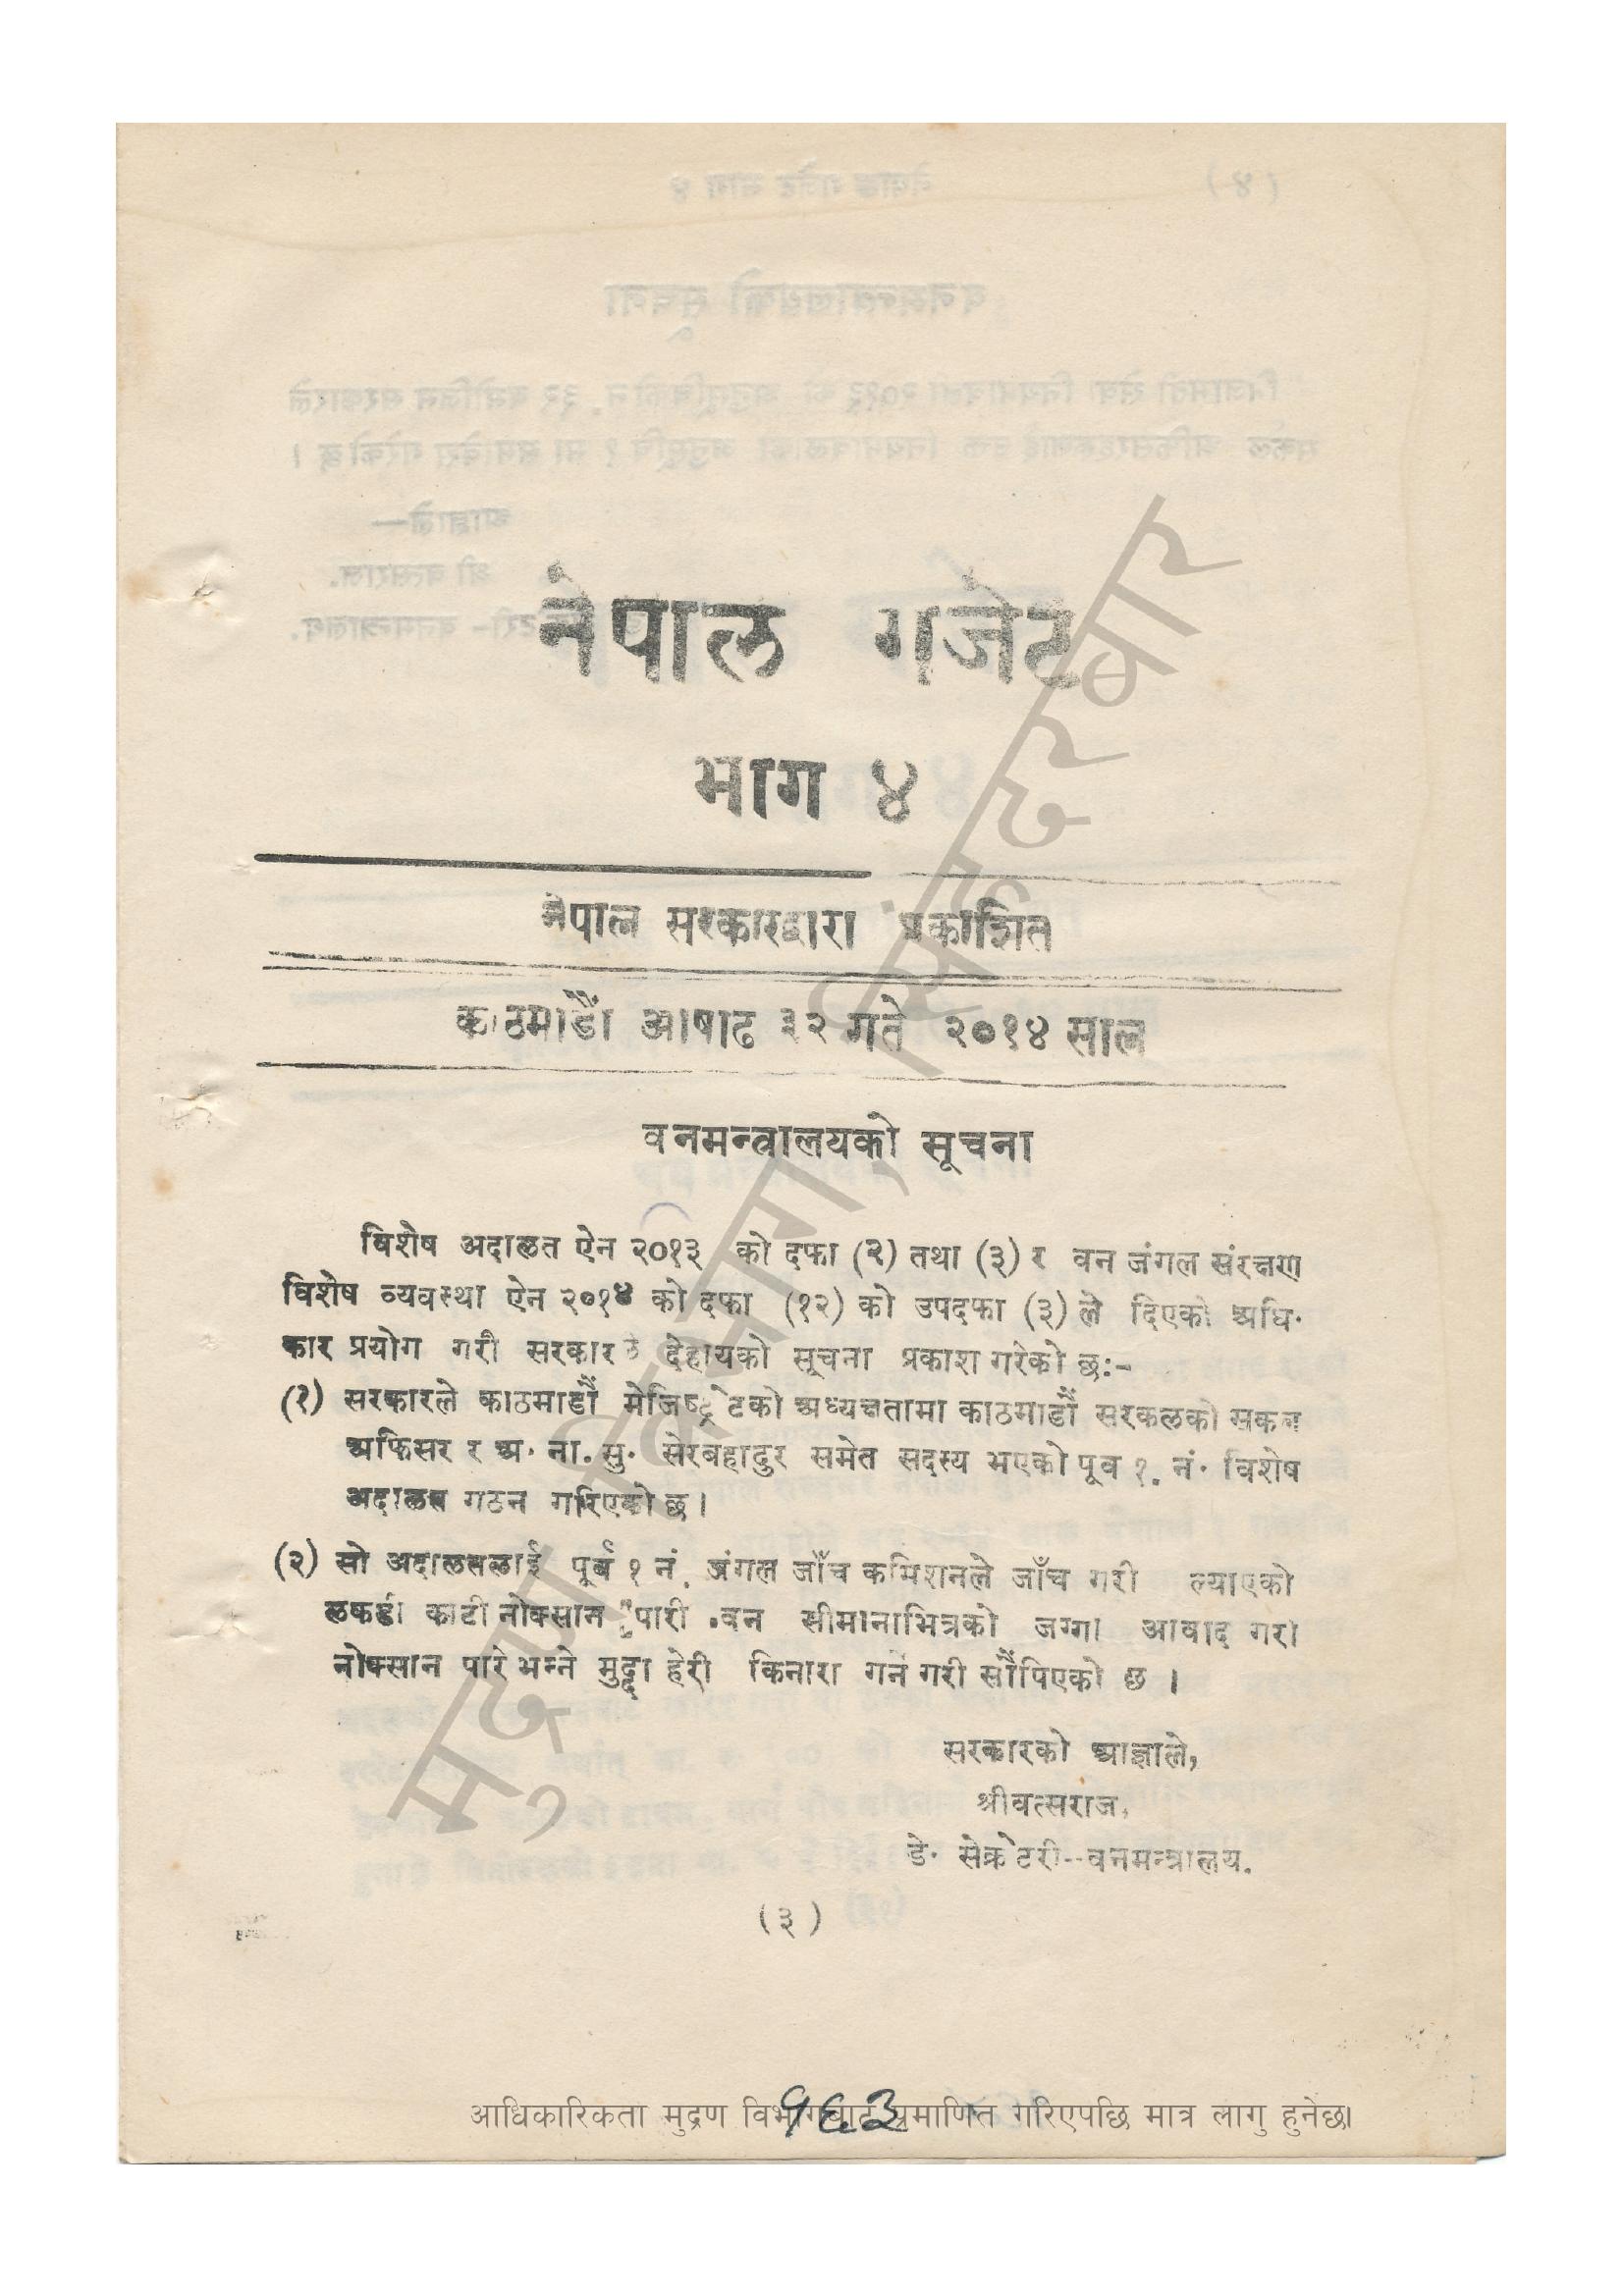 नेपाल गजेट
भाग ४
नेपाल सरकारद्वारा प्रकाशित
काठमाडौं आषाढ ३२ गते २०१४ साल
वनमन्त्रालयको सूचना
विशेष अदालत ऐन २०१३ को दफा (२) तथा (३) र वन जंगल संरक्षण
विशेष व्यवस्था ऐन २०१४ को दफा (१२) को उपदफा (३) ले दिएको अधि-
कार प्रयोग गरी सरकारले देहायको सूचना प्रकाश गरेको छ:-
(१) सरकारले काठमाडौं मेजिष्ट्रेटको अध्यक्षतामा काठमाडौं सरकलको सकल
अफिसर र अ. ना. सु. सेरबहादुर समेत सदस्य भएको पूव १. नं. विशेष
अदालत गठन गरिएको छ।
(२) सो अदालतलाई पूर्व १ नं. जंगल जाँच कमिशनले जाँच गरी ल्याएको
लकडी काटी नोक्सान पारी वन सीमानाभित्रको जग्गा आवाद गरी
नोक्सान पारे भन्ने मुद्दा हेरी किनारा गर्ने गरी सौंपिएको छ ।
सरकारको आज्ञाले,
श्रीवत्सराज,
डे. सेक्रेटरी--वनमन्त्रालय.
(३)
मुद्रण विभाग, सिंहदरबार
आधिकारिकता मुद्रण विभागबाट प्रमाणित गरिएपछि मात्र लागु हुनेछ।
१६३